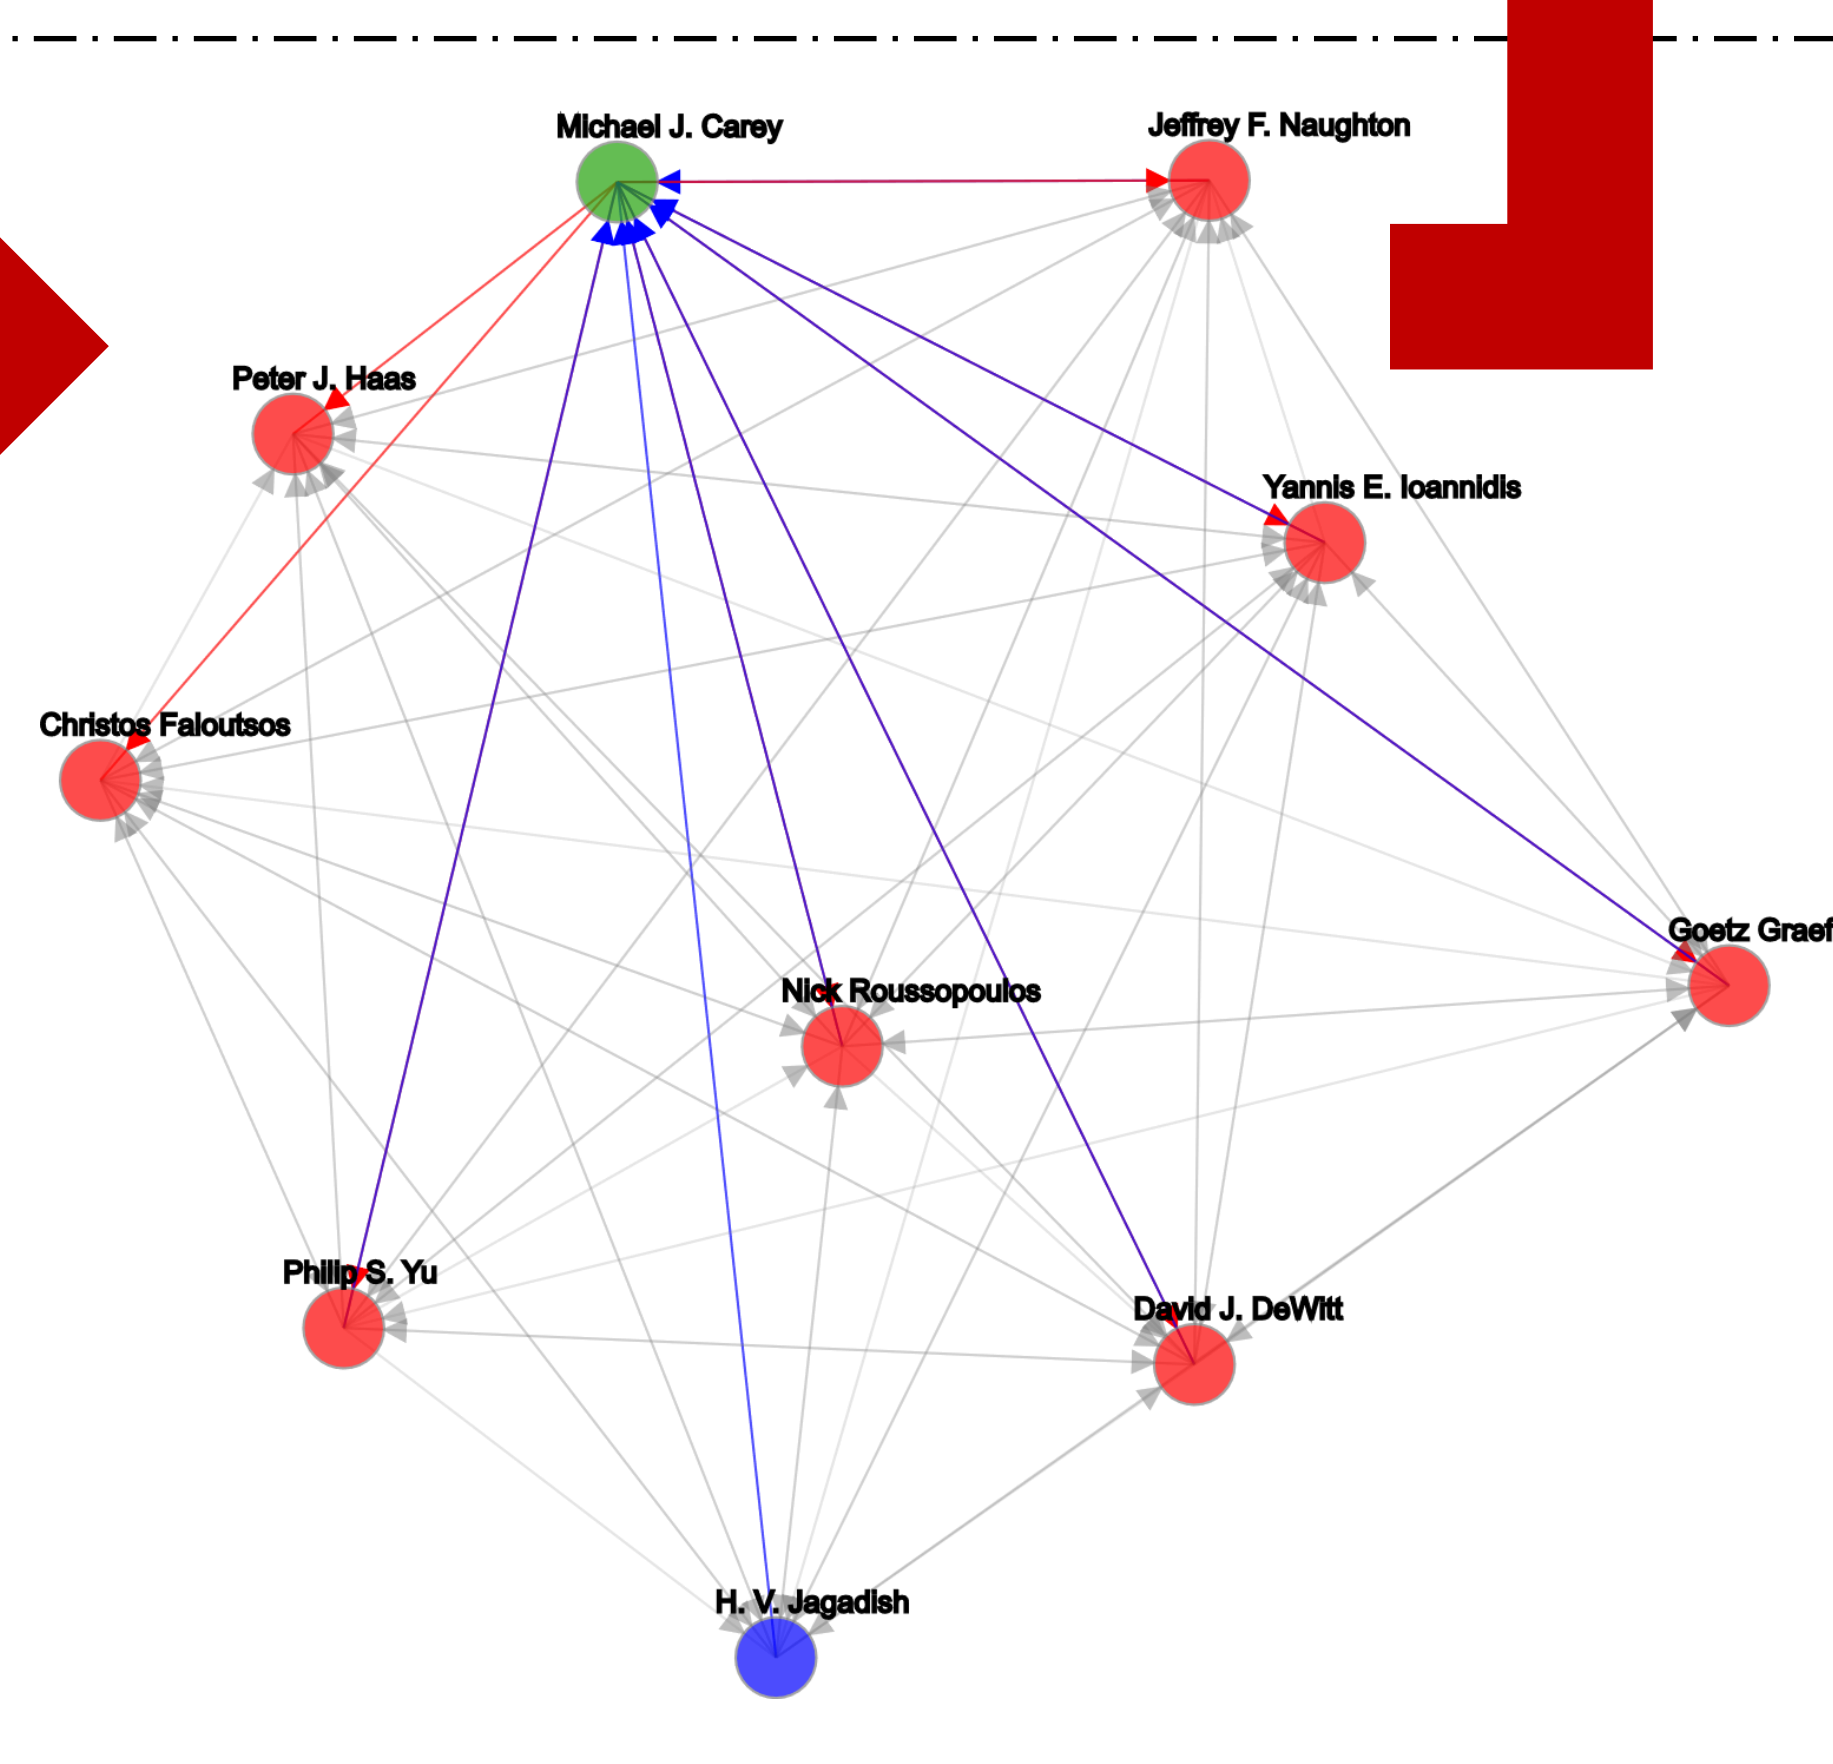 Michael J. Carey
Jeffrey F. Naughton
Peter J. Haas
Yannis E. Ioannidis
Christos Faloutsos
Goetz Graef
Nick Roussopoulos
Philip S. Yu
David J. DeWitt
H. V. Jagadish